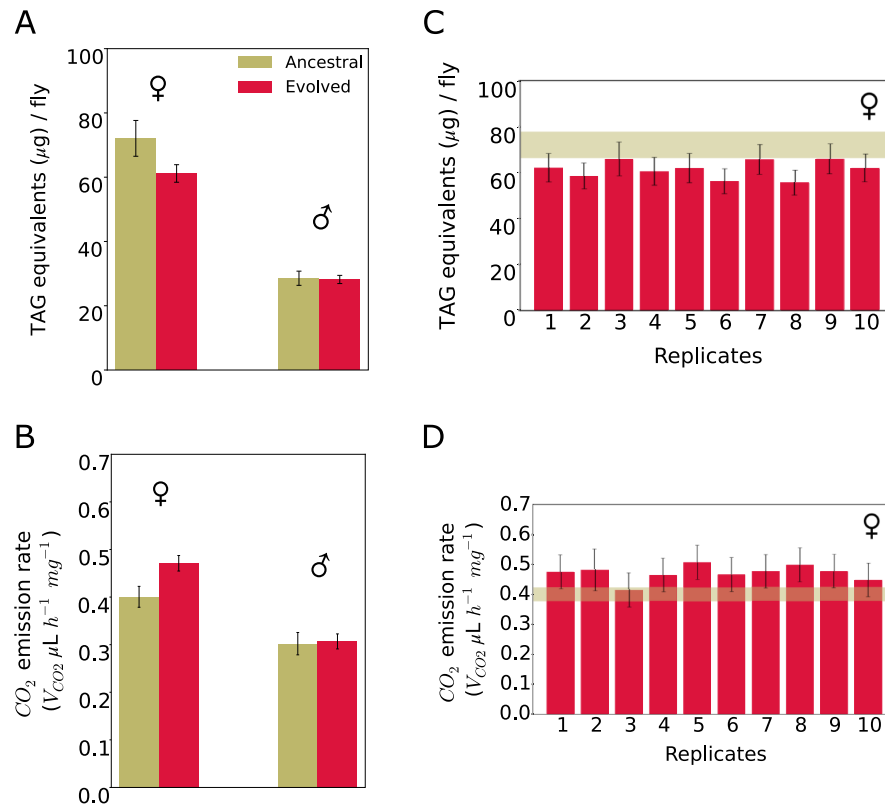 A
TAG equivalents (μg) / fly
100
80
60
40
20
0
♀
♂
Ancestral
Evolved
C
TAG equivalents (μg) / fly
100
80
60
40
20
0
♀
1 2 3 4 5 6 7 8 9 10
Replicates
B
CO₂ emission rate
(V_CO2 μL h⁻¹ mg⁻¹)
0.7
0.6
0.5
0.4
0.3
0.2
0.1
0.0
♀
♂
D
CO₂ emission rate
(V_CO2 μL h⁻¹ mg⁻¹)
0.7
0.6
0.5
0.4
0.3
0.2
0.1
0.0
♀
1 2 3 4 5 6 7 8 9 10
Replicates